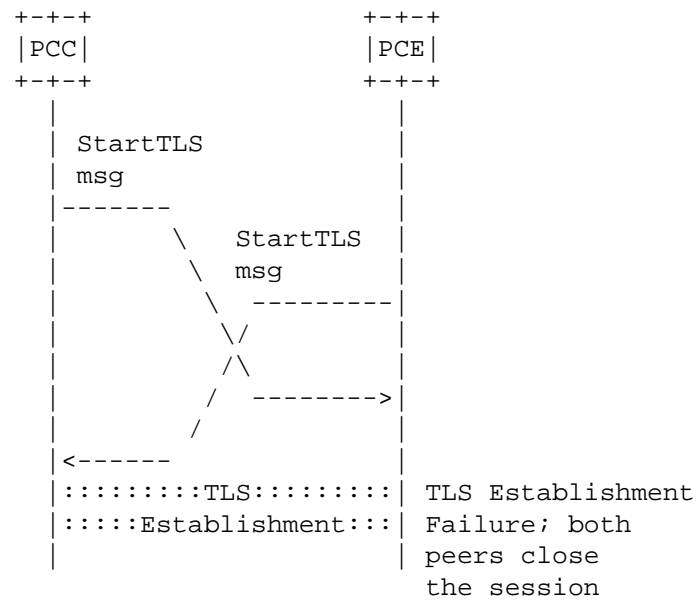 +-+-+                 +-+-+
|PCC|                 |PCE|
+-+-+                 +-+-+
  |                     |
  | StartTLS            |
  | msg                 |
  |-------              |
  |       \   StartTLS  |
  |        \  msg       |
  |         \  ---------|
  |          \/         |
  |          /\         |
  |         /  -------->|
  |        /            |
  |<------              |
  |:::::::::TLS:::::::::| TLS Establishment
  |:::::Establishment:::| Failure; both
  |                     | peers close
                          the session